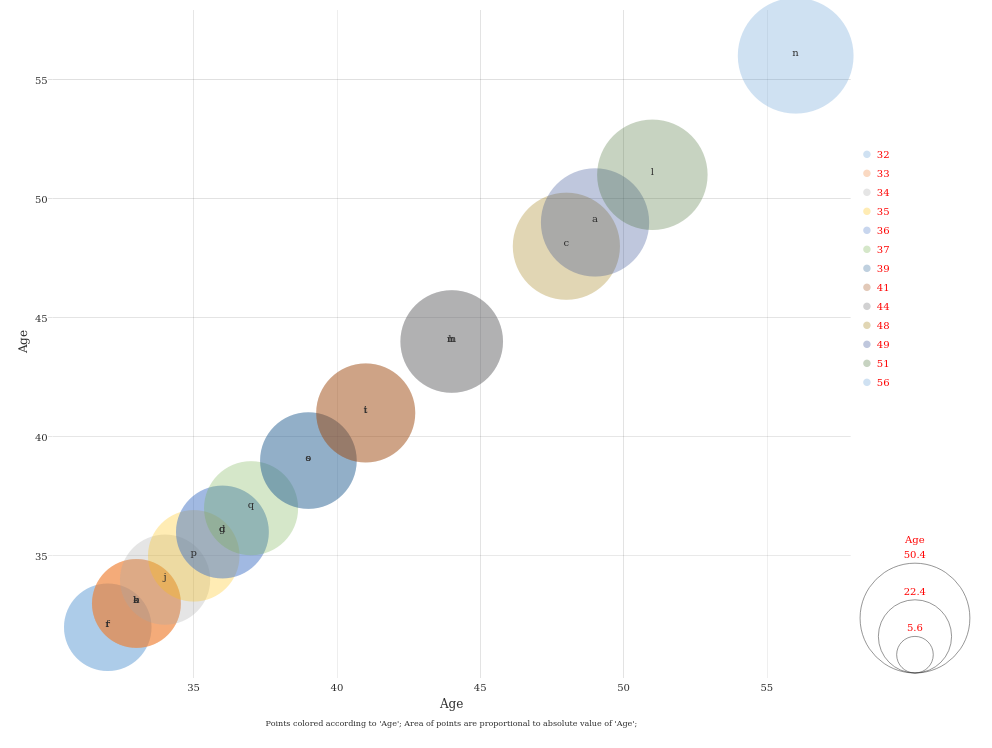 n
55
32
33
l
34
50
35
a
36
c
37
39
41
45
44
m
48
Age
49
51
t
56
40
q
d
35
p
Age
50.4
j
22.4
f
5.6
35
40
45
50
55
Age
Points colored according to 'Age'; Area of points are proportional to absolute value of 'Age';